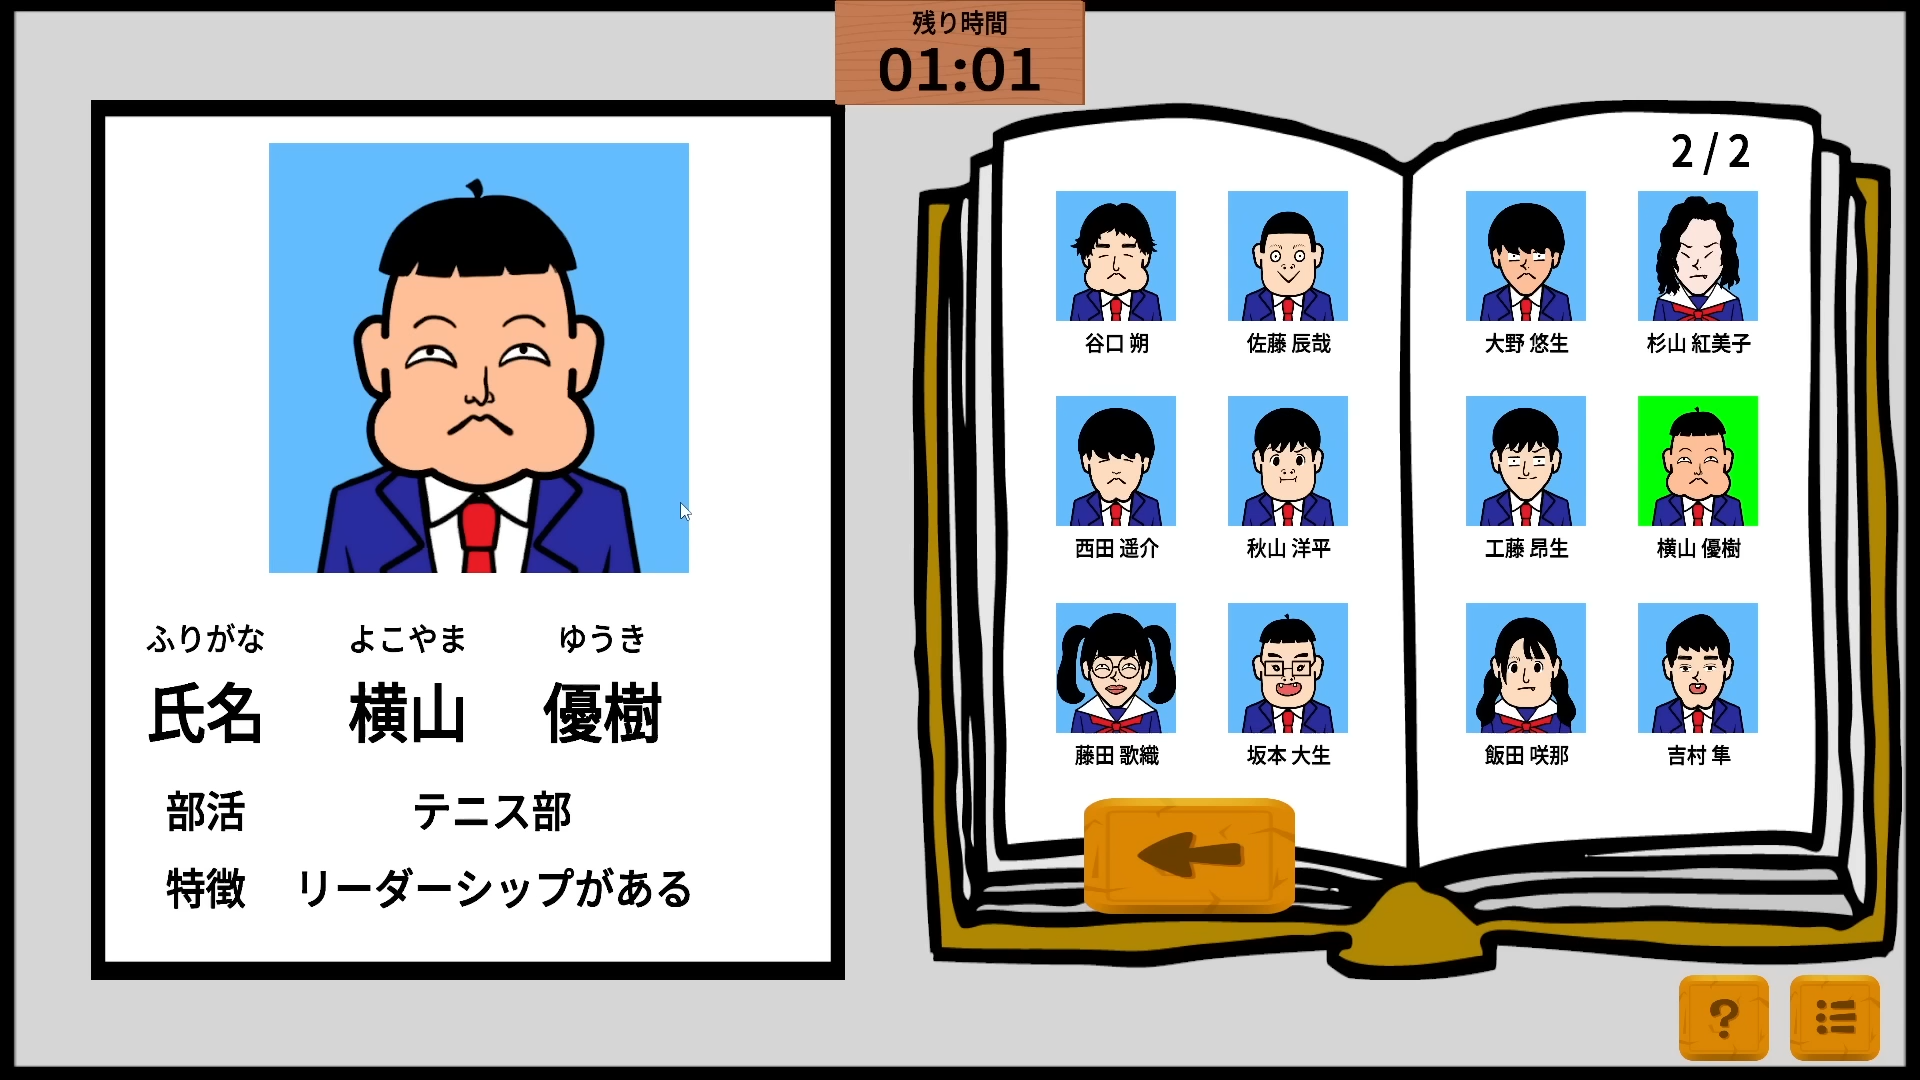 残り時間
01:01
ふりがな よこやま ゆうき
氏名 横山 優樹
部活 テニス部
特徴 リーダーシップがある
2 / 2
谷口 朔 佐藤 辰哉 大野 悠生 杉山 紅美子
西田 遥介 秋山 洋平 工藤 昂生 横山 優樹
藤田 歌織 坂本 大生 飯田 咲那 吉村 隼
?